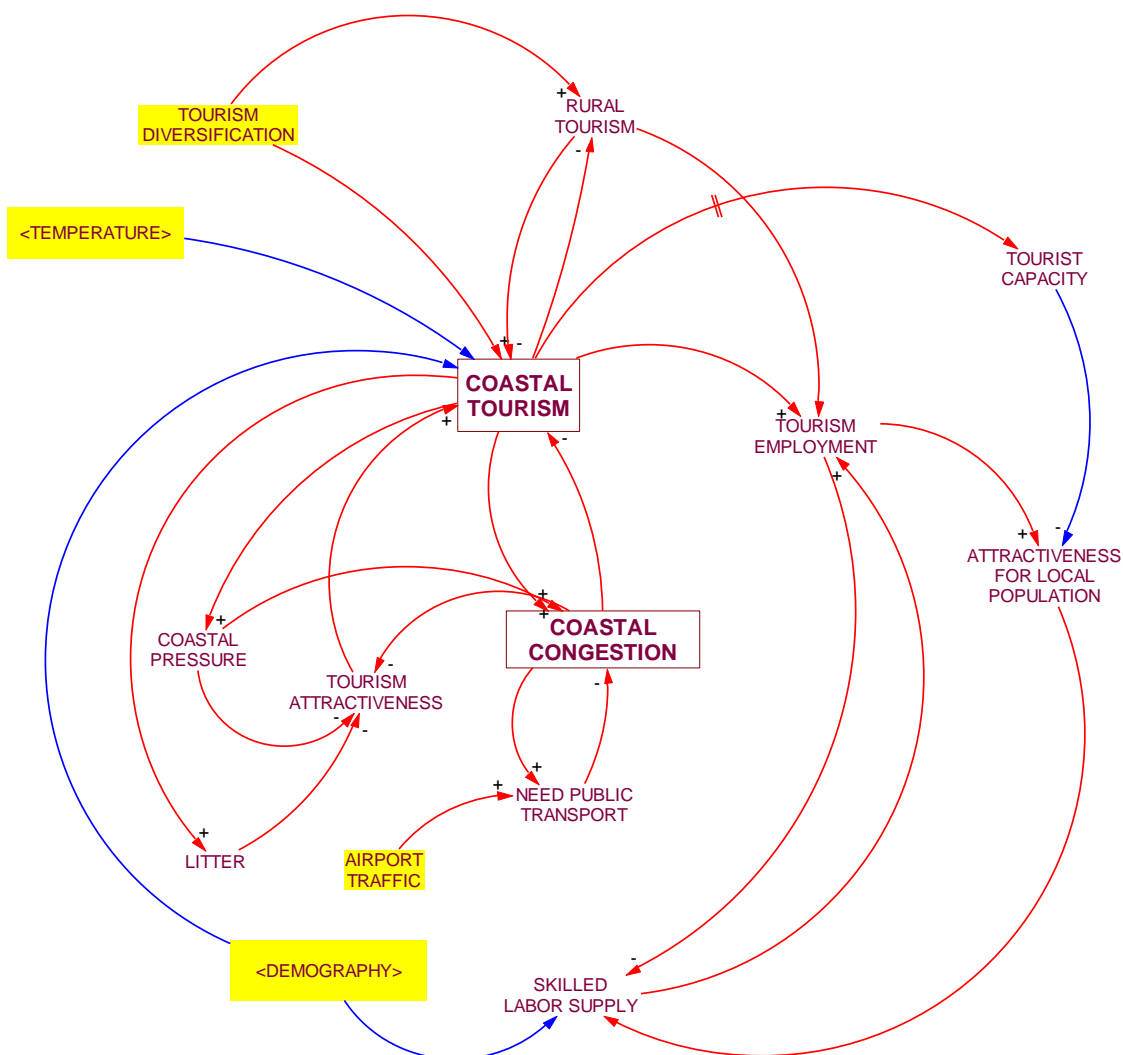 TOURISM
DIVERSIFICATION
+
RURAL
TOURISM
-
<TEMPERATURE>
TOURIST
CAPACITY
+
-
COASTAL
TOURISM
+
-
+
TOURISM
EMPLOYMENT
+
+
-
ATTRACTIVENESS
FOR LOCAL
POPULATION
+
COASTAL
PRESSURE
+
+
COASTAL
CONGESTION
-
TOURISM
ATTRACTIVENESS
-
-
-
+
+
NEED PUBLIC
TRANSPORT
+
LITTER
AIRPORT
TRAFFIC
<DEMOGRAPHY>
-
SKILLED
LABOR SUPPLY